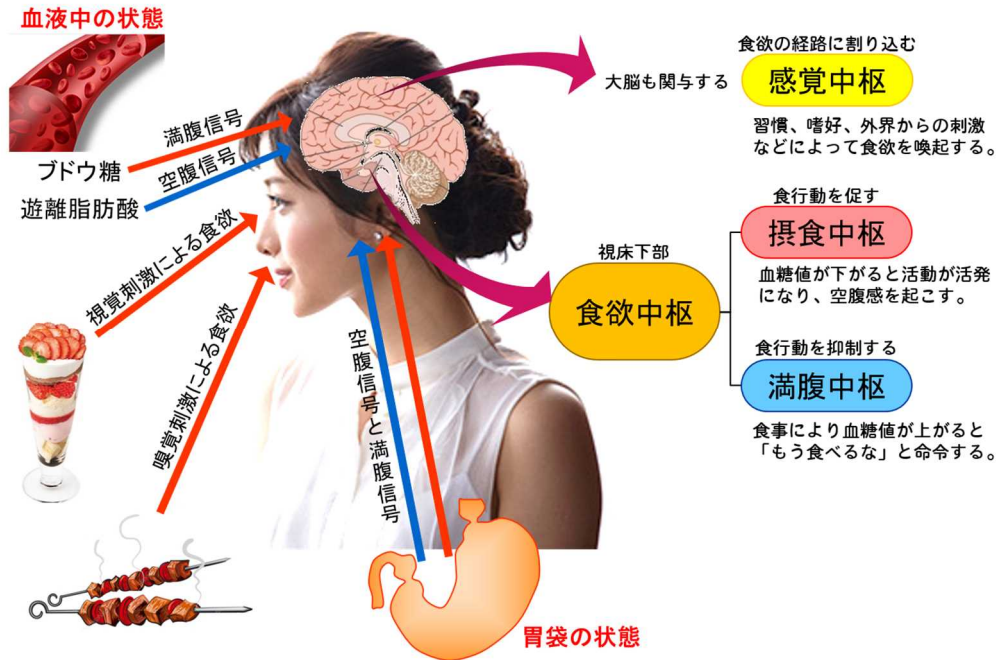 血液中の状態
満腹信号
ブドウ糖
空腹信号
遊離脂肪酸
視覚刺激による食欲
嗅覚刺激による食欲
空腹信号と満腹信号
胃袋の状態
大脳も関与する
食欲の経路に割り込む
感覚中枢
習慣、嗜好、外界からの刺激
などによって食欲を喚起する。
視床下部
食欲中枢
食行動を促す
摂食中枢
血糖値が下がると活動が活発
になり、空腹感を起こす。
食行動を抑制する
満腹中枢
食事により血糖値が上がると
「もう食べるな」と命令する。